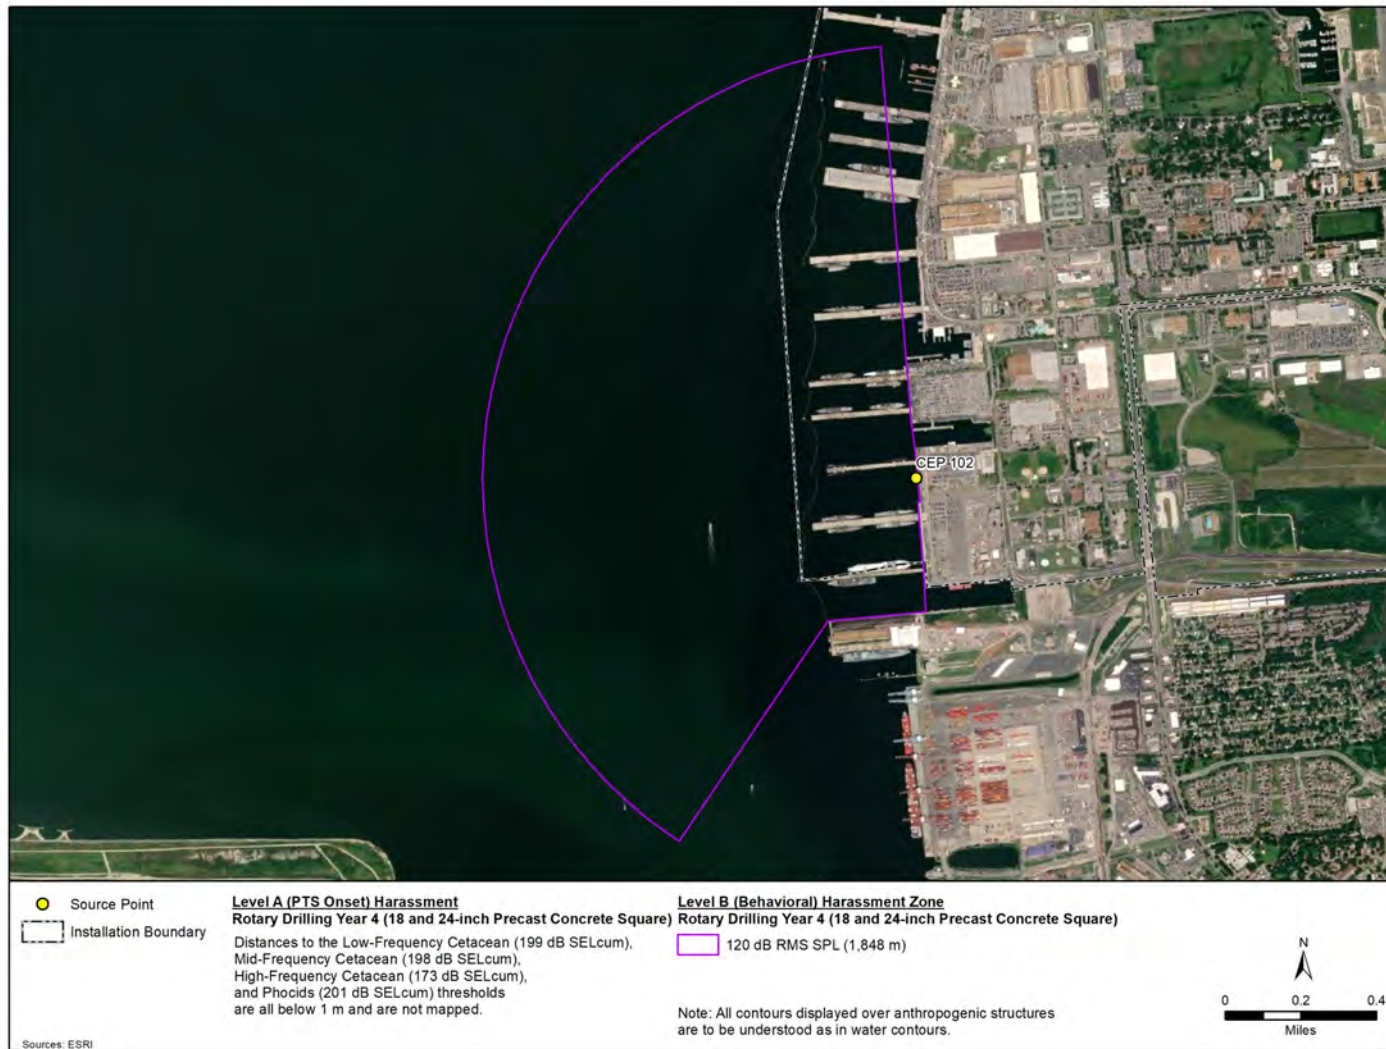 CEP 102
Source Point
Installation Boundary
Level A (PTS Onset) Harassment
Rotary Drilling Year 4 (18 and 24-inch Precast Concrete Square)
Distances to the Low-Frequency Cetacean (199 dB SELcum),
Mid-Frequency Cetacean (198 dB SELcum),
High-Frequency Cetacean (173 dB SELcum),
and Phocids (201 dB SELcum) thresholds
are all below 1 m and are not mapped.
Level B (Behavioral) Harassment Zone
Rotary Drilling Year 4 (18 and 24-inch Precast Concrete Square)
120 dB RMS SPL (1,848 m)
Note: All contours displayed over anthropogenic structures
are to be understood as in water contours.
N
0 0.2 0.4
Miles
Sources: ESRI